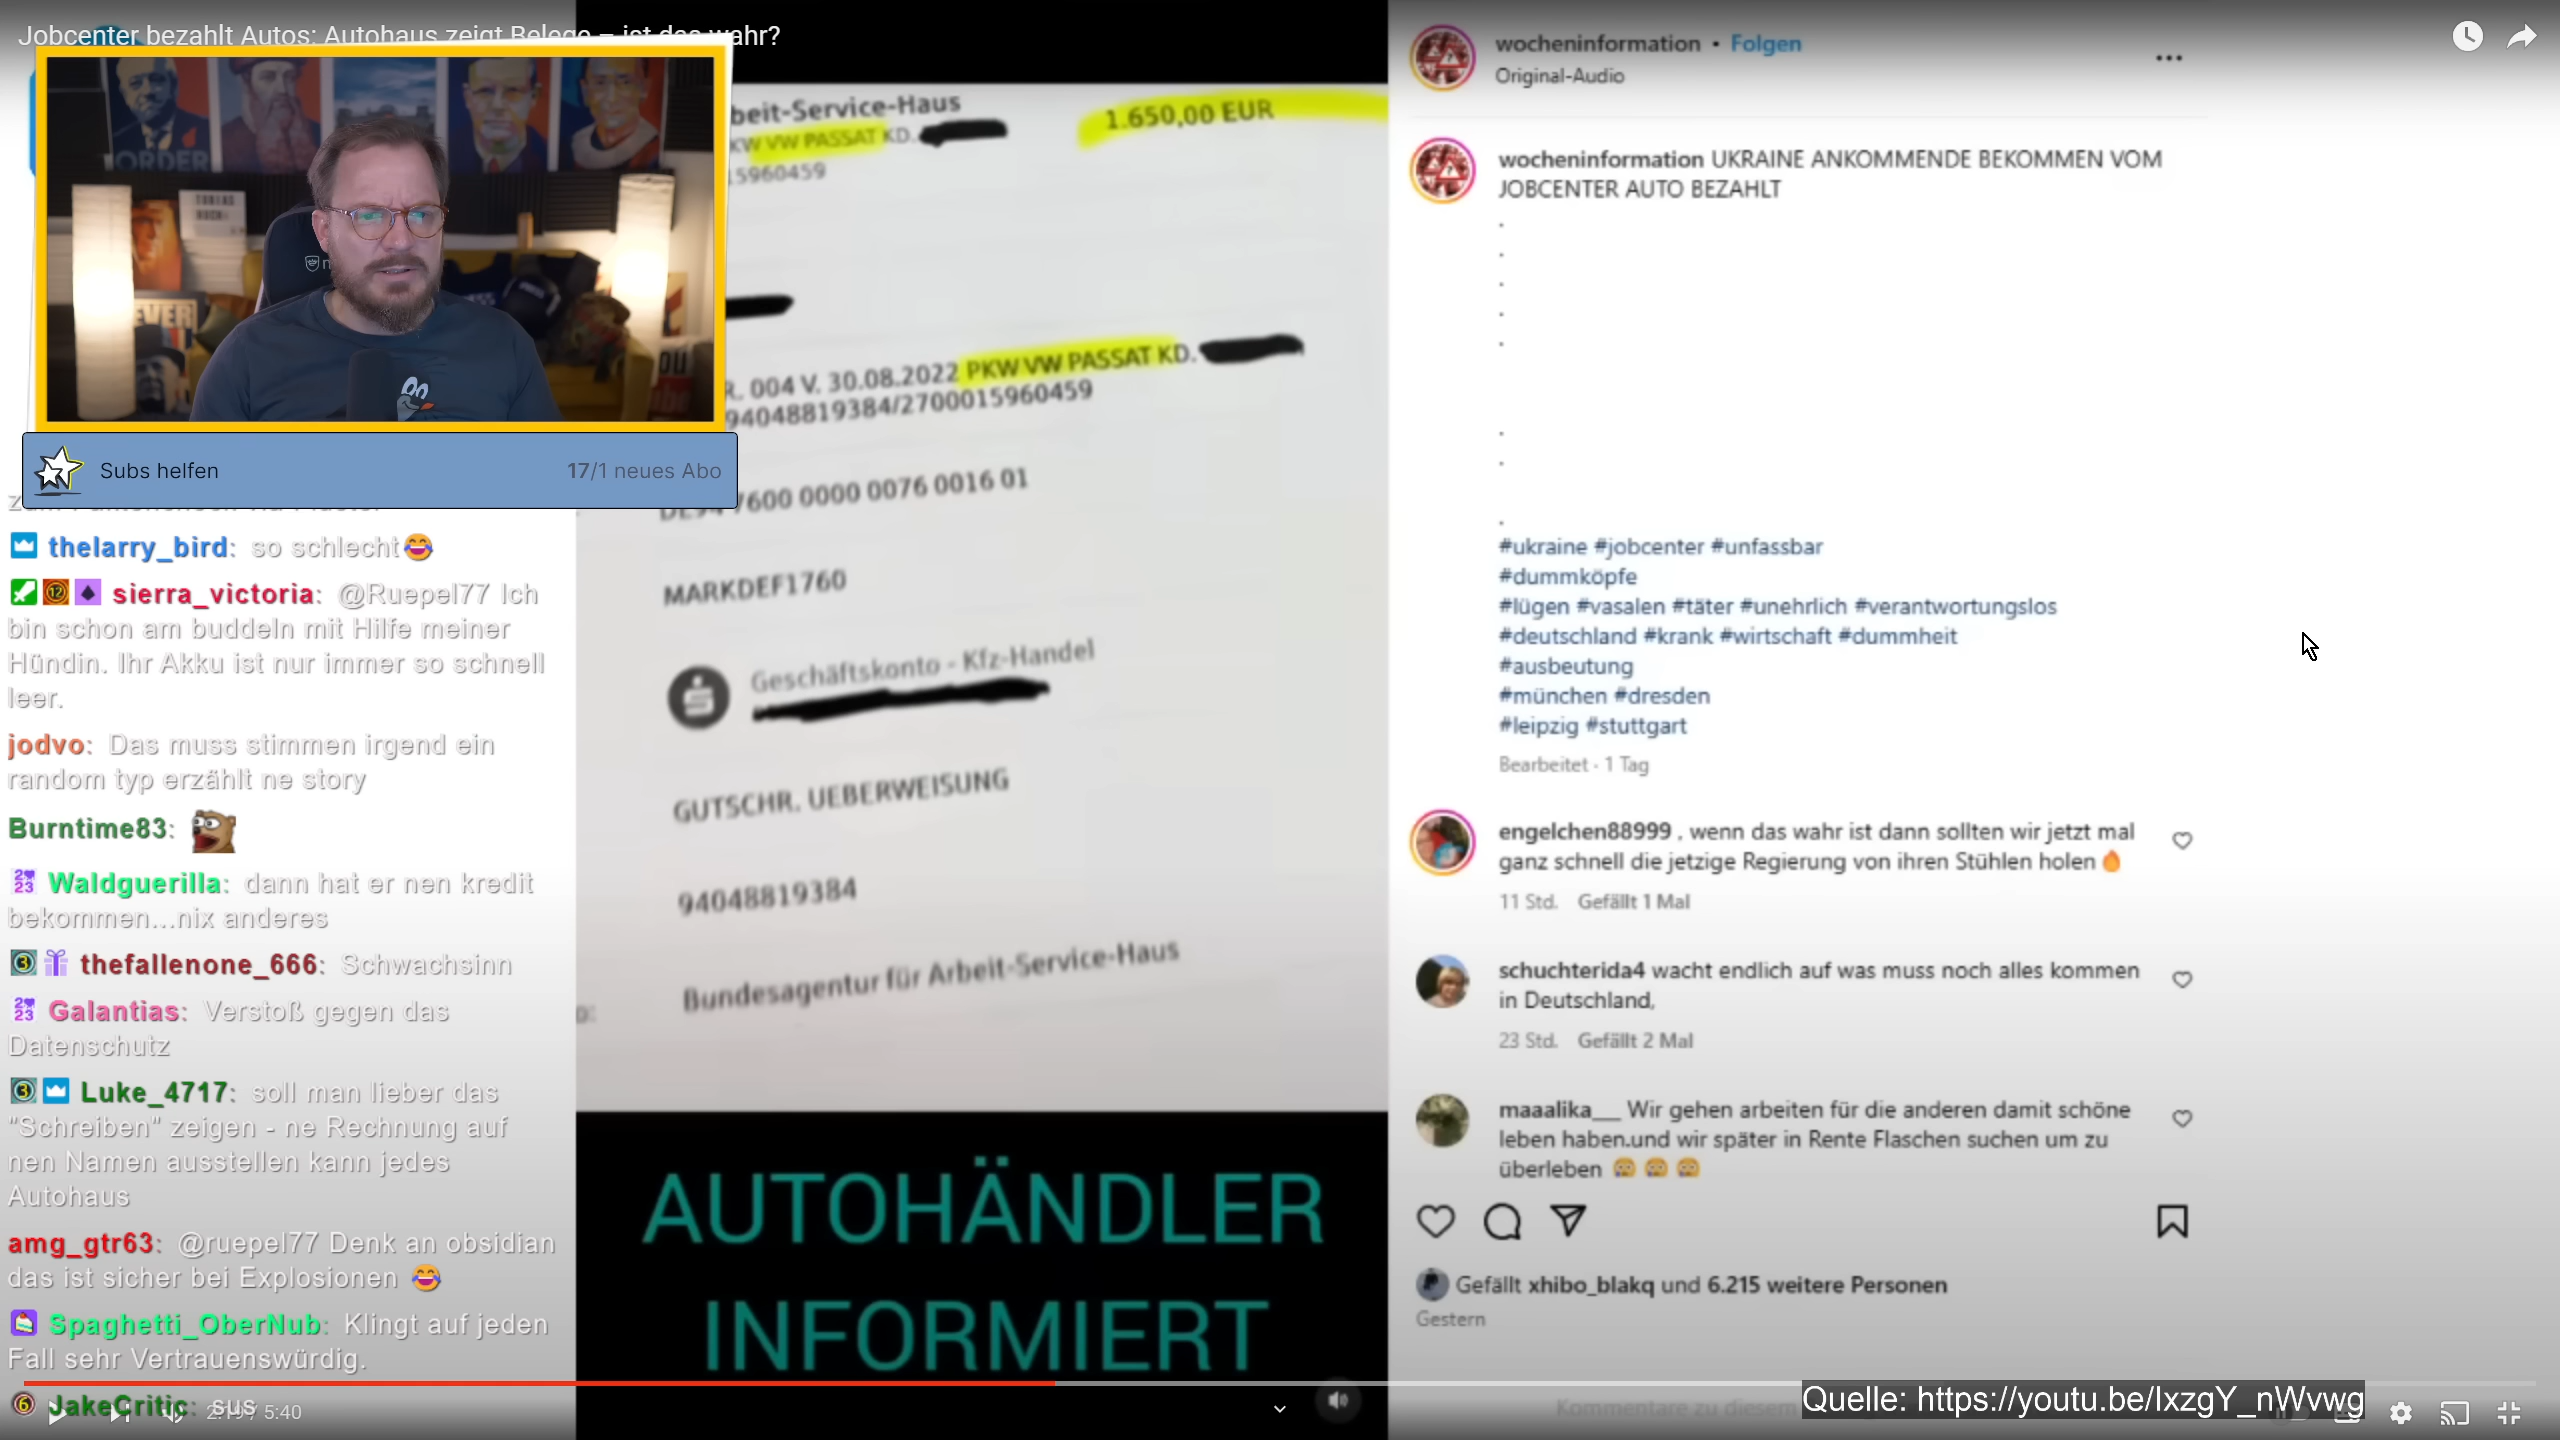 Jobcenter bezahlt Autos: Autohaus zeigt Belege – ist das wahr?
ORDER
Subs helfen
17/1 neues Abo
thelarry_bird: so schlecht😂
sierra_victoria: @Ruepel77 Ich
bin schon am buddeln mit Hilfe meiner
Hündin. Ihr Akku ist nur immer so schnell
leer.
jodvo: Das muss stimmen irgend ein
random typ erzählt ne story
Burntime83:
Waldguerilla: dann hat er nen kredit
bekommen...nix anderes
thefallenone_666: Schwachsinn
Galantias: Verstoß gegen das
Datenschutz
Luke_4717: soll man lieber das
"Schreiben" zeigen - ne Rechnung auf
nen Namen ausstellen kann jedes
Autohaus
amg_gtr63: @ruepel77 Denk an obsidian
das ist sicher bei Explosionen 😂
Spaghetti_OberNub: Klingt auf jeden
Fall sehr Vertrauenswürdig.
JakeCritic: sus
5:40
beit-Service-Haus
1.650,00 EUR
KW VW PASSAT KD.
15960459
R. 004 V. 30.08.2022 PKW VW PASSAT KD.
94048819384/2700015960459
7600 0000 0076 0016 01
MARKDEF1760
Geschäftskonto - Kfz-Handel
GUTSCHR. UEBERWEISUNG
94048819384
Bundesagentur für Arbeit-Service-Haus
AUTOHÄNDLER
INFORMIERT
wocheninformation • Folgen
Original-Audio
wocheninformation UKRAINE ANKOMMENDE BEKOMMEN VOM
JOBCENTER AUTO BEZAHLT
.
.
.
.
.
.
.
.
#ukraine #jobcenter #unfassbar
#dummköpfe
#lügen #vasalen #täter #unehrlich #verantwortungslos
#deutschland #krank #wirtschaft #dummheit
#ausbeutung
#münchen #dresden
#leipzig #stuttgart
Bearbeitet · 1 Tag
engelchen88999 , wenn das wahr ist dann sollten wir jetzt mal
ganz schnell die jetzige Regierung von ihren Stühlen holen 🔥
11 Std. Gefällt 1 Mal
schuchterida4 wacht endlich auf was muss noch alles kommen
in Deutschland,
23 Std. Gefällt 2 Mal
maaalika___ Wir gehen arbeiten für die anderen damit schöne
leben haben.und wir später in Rente Flaschen suchen um zu
überleben
Gefällt xhibo_blakq und 6.215 weitere Personen
Gestern
Kommentare zu diesem
Quelle: https://youtu.be/IxzgY_nWvwg